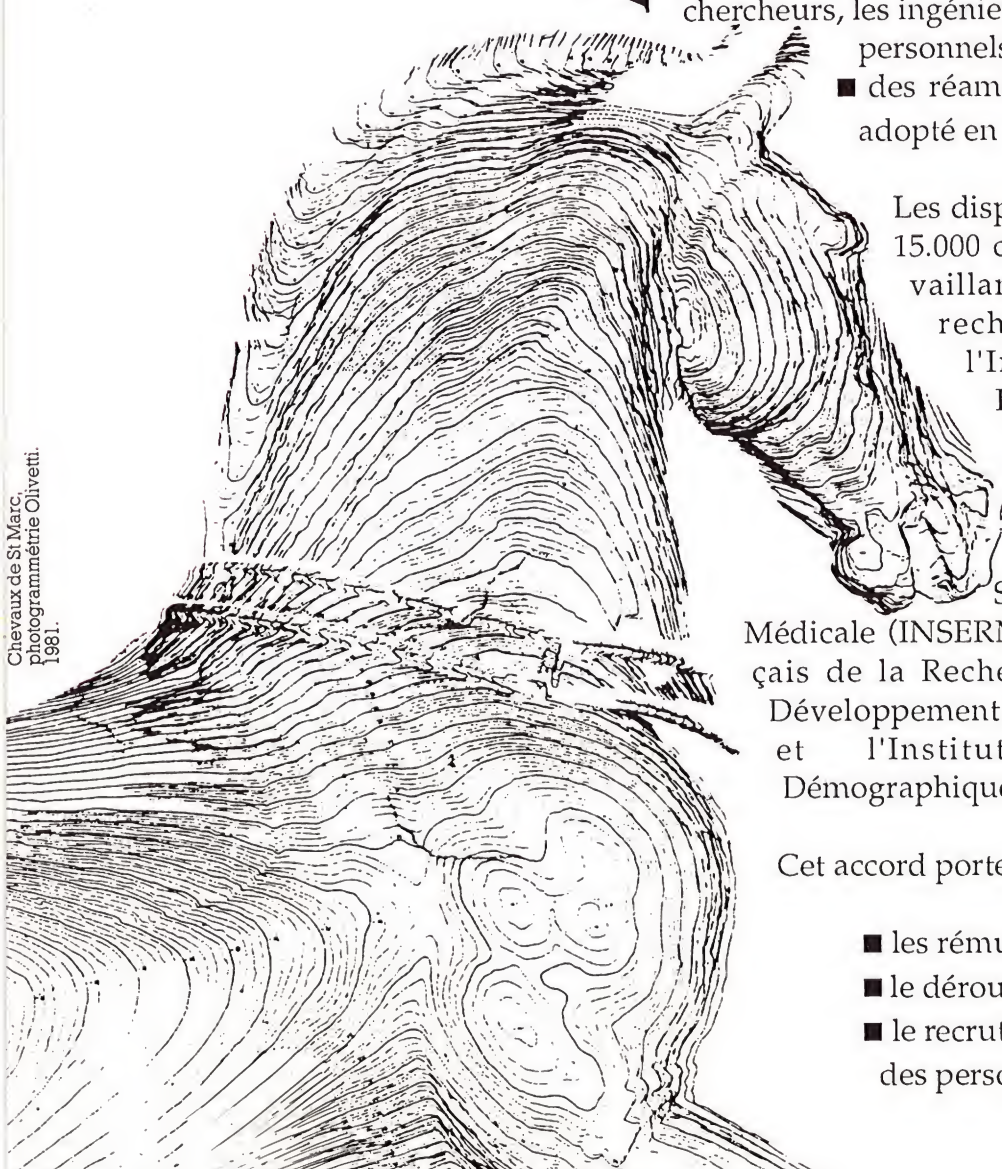 chercheurs, les ingénie
personnels
■ des réam
adopté en
Les disp
15.000 c
vaillar
rech
l'I
Médicale (INSERM
çais de la Reche
Développement
et l'Institut
Démographique
Cet accord porte
■ les rému
■ le dérou
■ le recrut
des perso
Chevaux de St Marc,
photogrammétrie Olivetti.
1981.